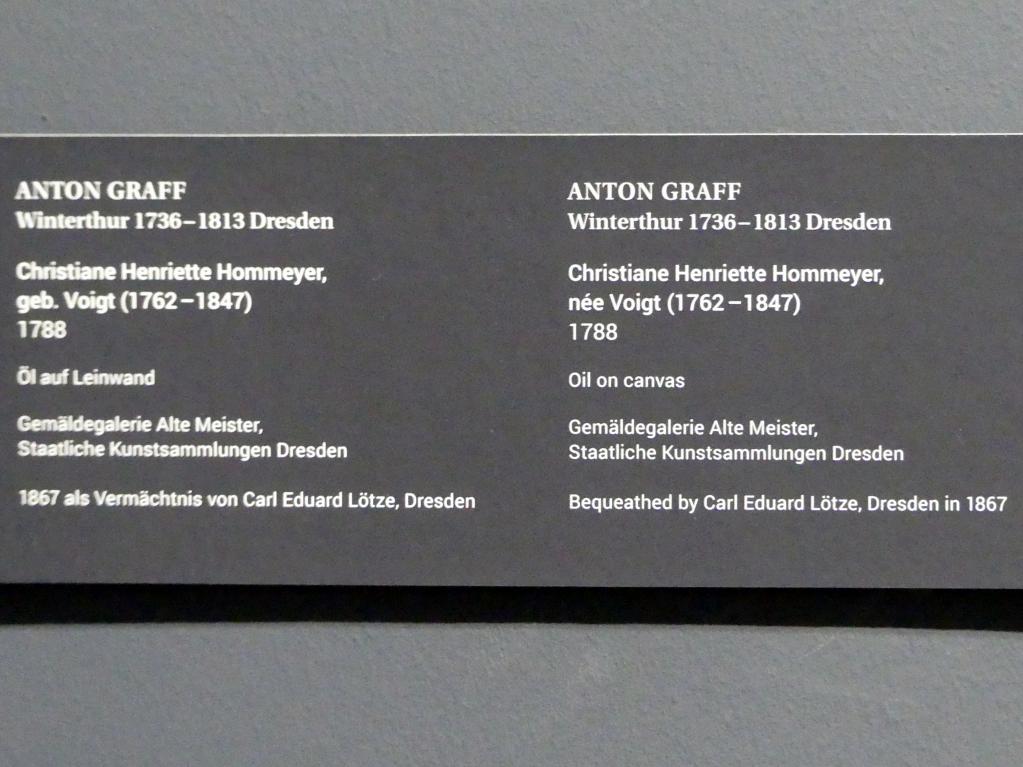 ANTON GRAFF
Winterthur 1736–1813 Dresden
Christiane Henriette Hommeyer,
geb. Voigt (1762–1847)
1788
Öl auf Leinwand
Gemäldegalerie Alte Meister,
Staatliche Kunstsammlungen Dresden
1867 als Vermächtnis von Carl Eduard Lötze, Dresden
ANTON GRAFF
Winterthur 1736–1813 Dresden
Christiane Henriette Hommeyer,
née Voigt (1762–1847)
1788
Oil on canvas
Gemäldegalerie Alte Meister,
Staatliche Kunstsammlungen Dresden
Bequeathed by Carl Eduard Lötze, Dresden in 1867